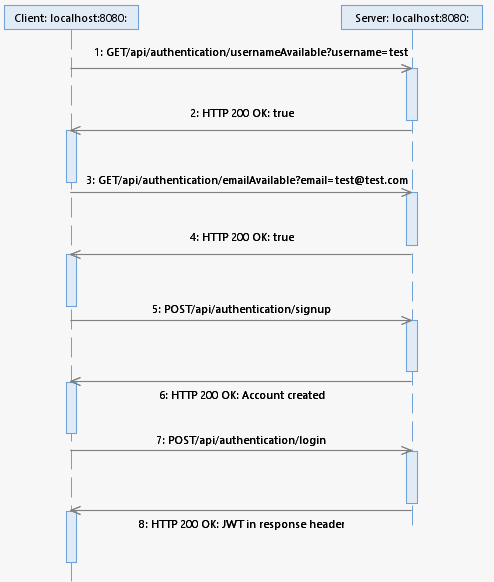 Client: localhost:8080:
Server: localhost:8080:
1: GET/api/authentication/usernameAvailable?username=test
2: HTTP 200 OK: true
3: GET/api/authentication/emailAvailable?email=test@test.com
4: HTTP 200 OK: true
5: POST/api/authentication/signup
6: HTTP 200 OK: Account created
7: POST/api/authentication/login
8: HTTP 200 OK: JWT in response header